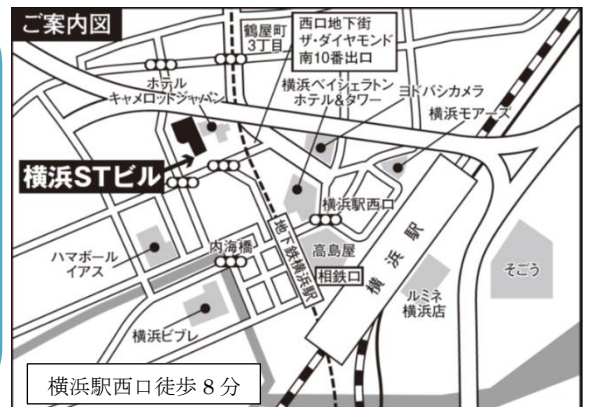 ご案内図
鶴屋町
3丁目
西口地下街
ザ・ダイヤモンド
南10番出口
ホテル
キャメロットジャパン
横浜ベイシェラトン
ホテル&タワー
ヨドバシカメラ
横浜モアーズ
横浜STビル
横浜駅西口
ハマボール
イアス
内海橋
地下鉄横浜駅
高島屋
相鉄口
横浜駅
ルミネ
横浜店
そごう
横浜ビブレ
横浜駅西口徒歩8分